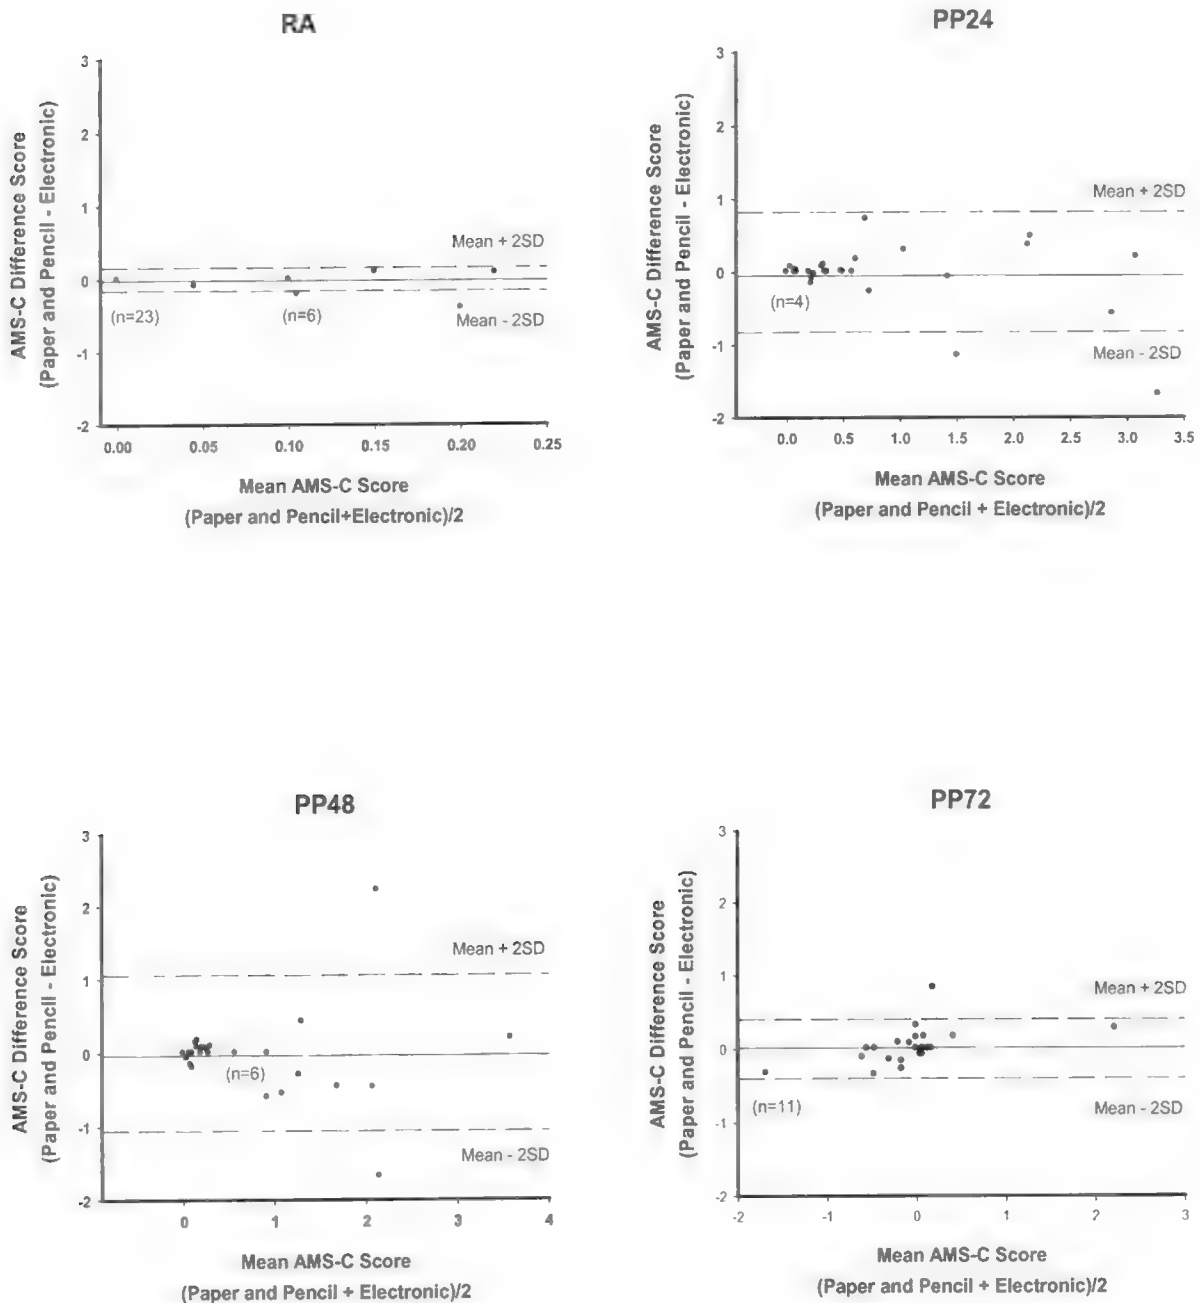 RA
3
2
1
0
-1
-2
AMS-C Difference Score
(Paper and Pencil - Electronic)
Mean + 2SD
(n=23)
(n=6)
Mean - 2SD
0.00
0.05
0.10
0.15
0.20
0.25
Mean AMS-C Score
(Paper and Pencil+Electronic)/2
PP24
3
2
1
0
-1
-2
AMS-C Difference Score
(Paper and Pencil - Electronic)
Mean + 2SD
(n=4)
Mean - 2SD
0.0
0.5
1.0
1.5
2.0
2.5
3.0
3.5
Mean AMS-C Score
(Paper and Pencil + Electronic)/2
PP48
3
2
1
0
-1
-2
AMS-C Difference Score
(Paper and Pencil - Electronic)
Mean + 2SD
(n=6)
Mean - 2SD
0
1
2
3
4
Mean AMS-C Score
(Paper and Pencil + Electronic)/2
PP72
3
2
1
0
-1
-2
AMS-C Difference Score
(Paper and Pencil - Electronic)
Mean + 2SD
(n=11)
Mean - 2SD
-2
-1
0
1
2
3
Mean AMS-C Score
(Paper and Pencil + Electronic)/2